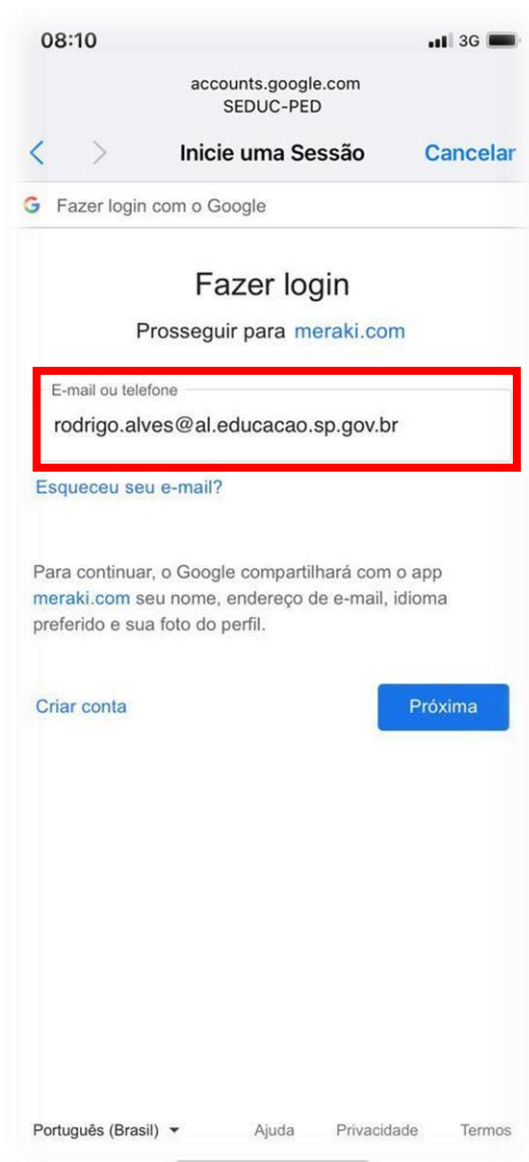 08:10 3G
accounts.google.com
SEDUC-PED
Inicie uma Sessão Cancelar
G Fazer login com o Google
Fazer login
Prosseguir para meraki.com
E-mail ou telefone
rodrigo.alves@al.educacao.sp.gov.br
Esqueceu seu e-mail?
Para continuar, o Google compartilhará com o app
meraki.com seu nome, endereço de e-mail, idioma
preferido e sua foto do perfil.
Criar conta Próxima
Português (Brasil) Ajuda Privacidade Termos